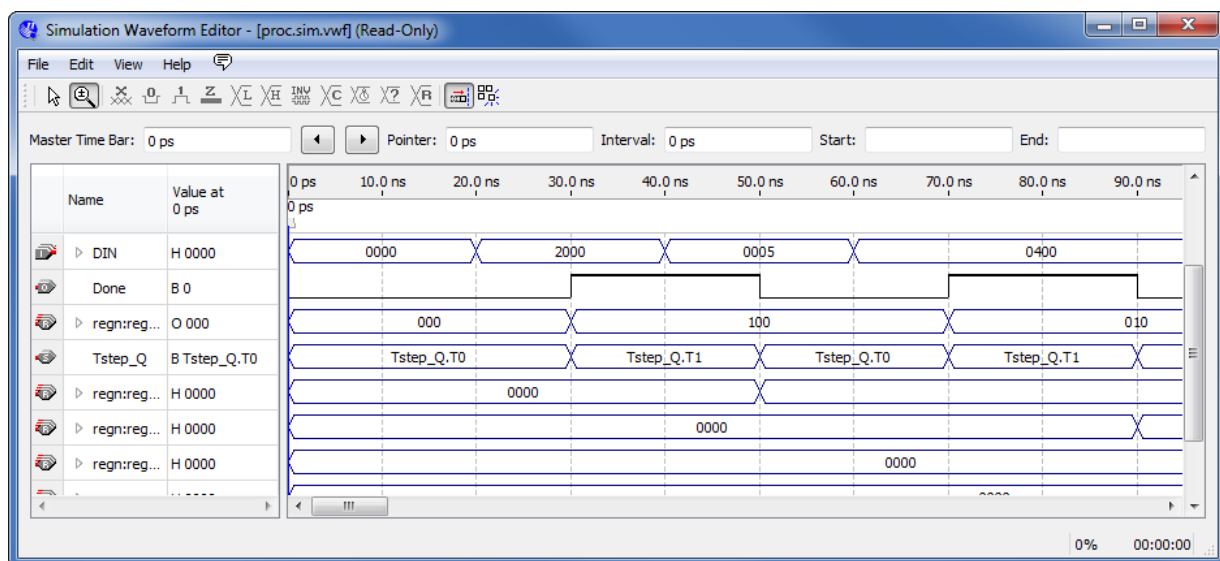 Simulation Waveform Editor - [proc.sim.vwf] (Read-Only)
File Edit View Help
Master Time Bar: 0 ps Pointer: 0 ps Interval: 0 ps Start: End:
Name Value at 0 ps
0 ps 10.0 ns 20.0 ns 30.0 ns 40.0 ns 50.0 ns 60.0 ns 70.0 ns 80.0 ns 90.0 ns
0 ps
DIN H 0000 0000 2000 0005 0400
Done B 0
regn:reg... O 000 000 100 010
Tstep_Q B Tstep_Q.T0 Tstep_Q.T0 Tstep_Q.T1 Tstep_Q.T0 Tstep_Q.T1
regn:reg... H 0000 0000
regn:reg... H 0000 0000
regn:reg... H 0000 0000
0% 00:00:00